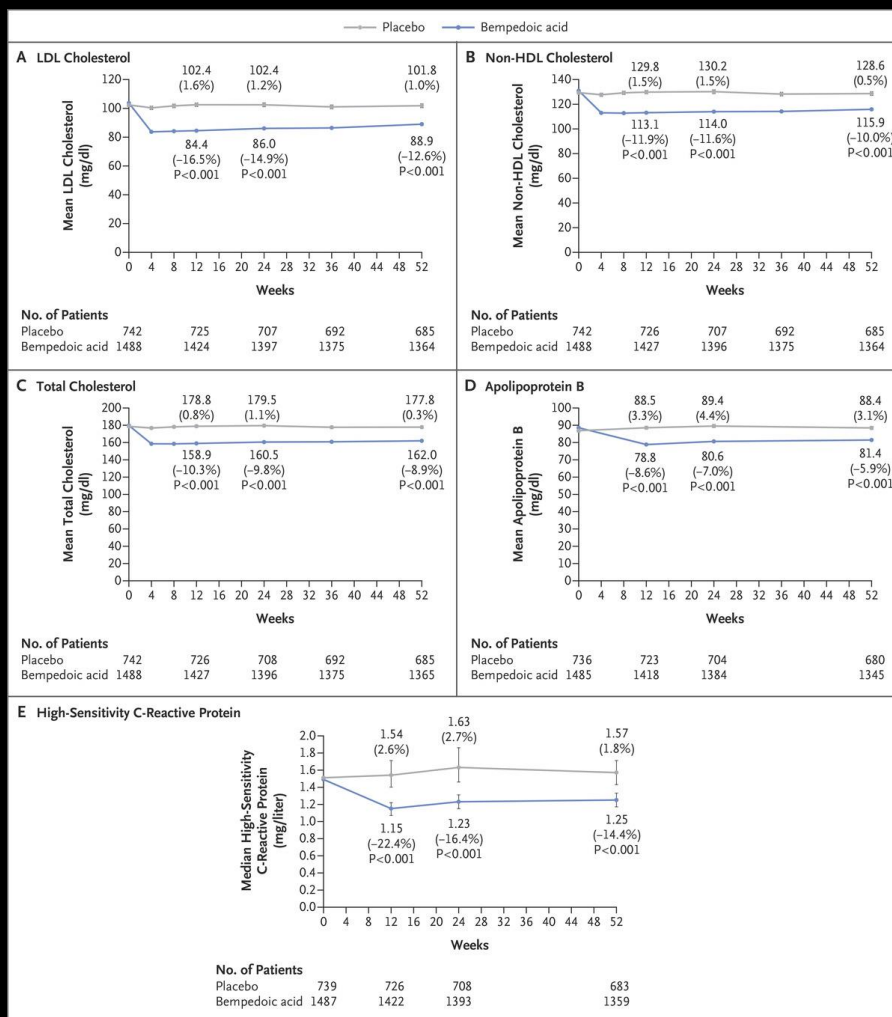 Placebo Bempedoic acid
A LDL Cholesterol
Mean LDL Cholesterol
(mg/dl)
120
100
80
60
40
20
0
102.4 102.4 101.8
(1.6%) (1.2%) (1.0%)
84.4 86.0 88.9
(−16.5%) (−14.9%) (−12.6%)
P<0.001 P<0.001 P<0.001
0 4 8 12 16 20 24 28 32 36 40 44 48 52
Weeks
No. of Patients
Placebo 742 725 707 692 685
Bempedoic acid 1488 1424 1397 1375 1364
B Non-HDL Cholesterol
Mean Non-HDL Cholesterol
(mg/dl)
140
120
100
80
60
40
20
0
129.8 130.2 128.6
(1.5%) (1.5%) (0.5%)
113.1 114.0 115.9
(−11.9%) (−11.6%) (−10.0%)
P<0.001 P<0.001 P<0.001
0 4 8 12 16 20 24 28 32 36 40 44 48 52
Weeks
No. of Patients
Placebo 742 726 707 692 685
Bempedoic acid 1488 1427 1396 1375 1364
C Total Cholesterol
Mean Total Cholesterol
(mg/dl)
200
180
160
140
120
100
80
60
40
20
0
178.8 179.5 177.8
(0.8%) (1.1%) (0.3%)
158.9 160.5 162.0
(−10.3%) (−9.8%) (−8.9%)
P<0.001 P<0.001 P<0.001
0 4 8 12 16 20 24 28 32 36 40 44 48 52
Weeks
No. of Patients
Placebo 742 726 708 692 685
Bempedoic acid 1488 1427 1396 1375 1365
D Apolipoprotein B
Mean Apolipoprotein B
(mg/dl)
100
90
80
70
60
50
40
30
20
10
0
88.5 89.4 88.4
(3.3%) (4.4%) (3.1%)
78.8 80.6 81.4
(−8.6%) (−7.0%) (−5.9%)
P<0.001 P<0.001 P<0.001
0 4 8 12 16 20 24 28 32 36 40 44 48 52
Weeks
No. of Patients
Placebo 736 723 704 680
Bempedoic acid 1485 1418 1384 1345
E High-Sensitivity C-Reactive Protein
Median High-Sensitivity
C-Reactive Protein
(mg/liter)
2.0
1.8
1.6
1.4
1.2
1.0
0.8
0.6
0.4
0.2
0.0
1.54 1.63 1.57
(2.6%) (2.7%) (1.8%)
1.15 1.23 1.25
(−22.4%) (−16.4%) (−14.4%)
P<0.001 P<0.001 P<0.001
0 4 8 12 16 20 24 28 32 36 40 44 48 52
Weeks
No. of Patients
Placebo 739 726 708 683
Bempedoic acid 1487 1422 1393 1359